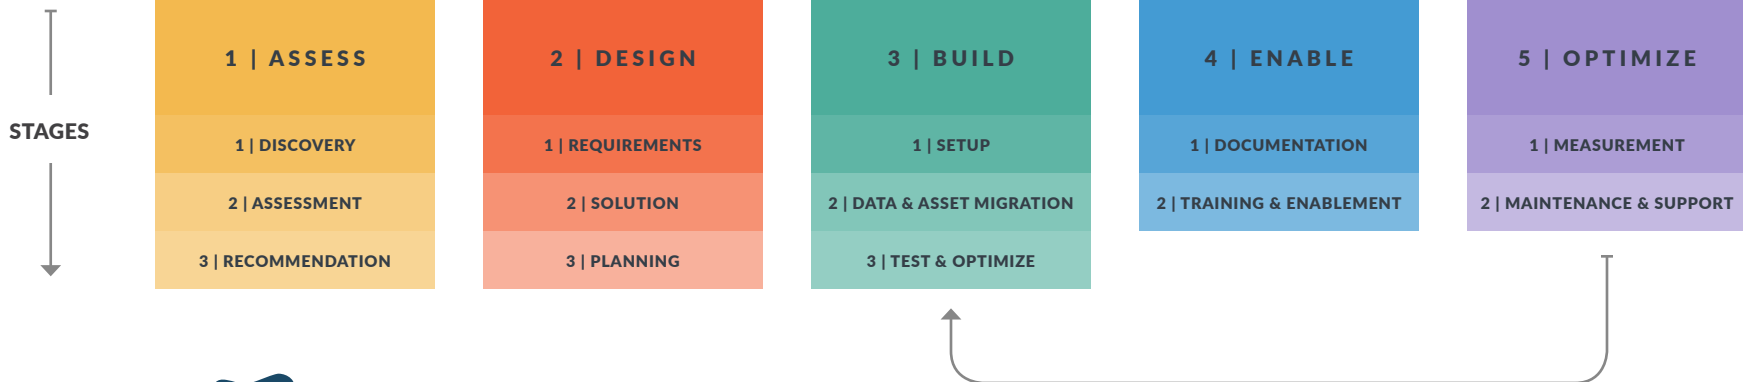 1 | ASSESS
2 | DESIGN
3 | BUILD
4 | ENABLE
5 | OPTIMIZE
STAGES
1 | DISCOVERY
2 | ASSESSMENT
3 | RECOMMENDATION
1 | REQUIREMENTS
2 | SOLUTION
3 | PLANNING
1 | SETUP
2 | DATA & ASSET MIGRATION
3 | TEST & OPTIMIZE
1 | DOCUMENTATION
2 | TRAINING & ENABLEMENT
1 | MEASUREMENT
2 | MAINTENANCE & SUPPORT